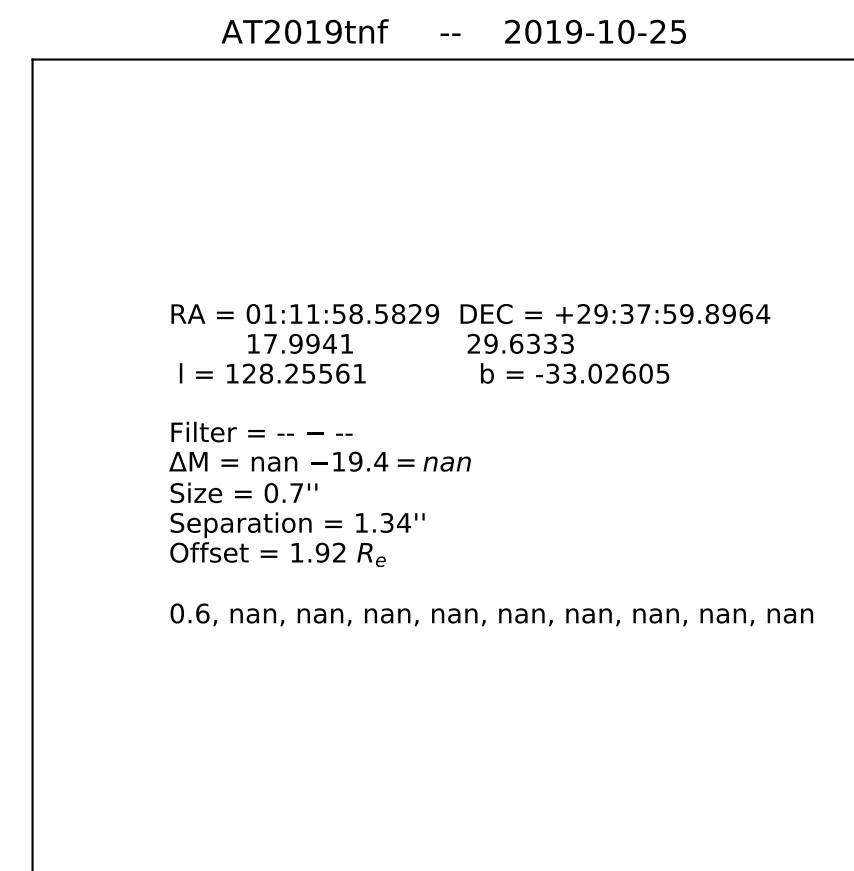 AT2019tnf -- 2019-10-25
RA = 01:11:58.5829 DEC = +29:37:59.8964
17.9941 29.6333
l = 128.25561 b = -33.02605
Filter = -- − --
ΔM = nan −19.4 = nan
Size = 0.7''
Separation = 1.34''
Offset = 1.92 Rₑ
0.6, nan, nan, nan, nan, nan, nan, nan, nan, nan